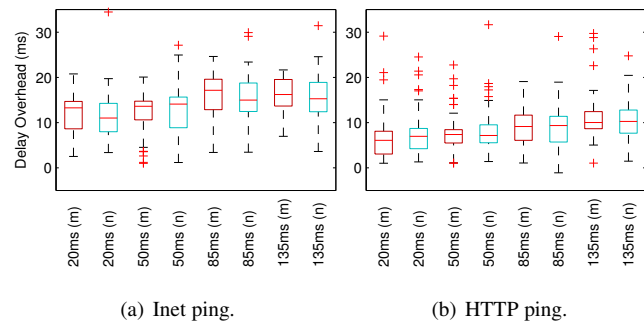 Delay Overhead (ms)
30
20
10
0
20ms (m)
20ms (n)
50ms (m)
50ms (n)
85ms (m)
85ms (n)
135ms (m)
135ms (n)
(a) Inet ping.
30
20
10
0
20ms (m)
20ms (n)
50ms (m)
50ms (n)
85ms (m)
85ms (n)
135ms (m)
135ms (n)
(b) HTTP ping.